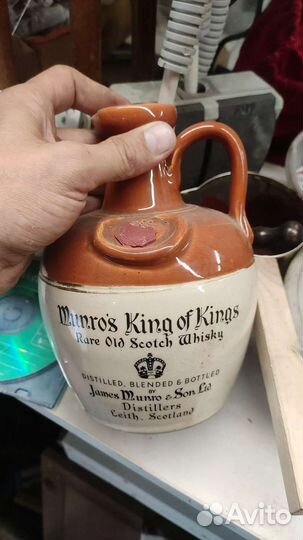 Munro's King of Kings
Rare Old Scotch Whisky
DISTILLED, BLENDED & BOTTLED
BY
James Munro & Son Ltd
Distillers
Leith, Scotland
Avito